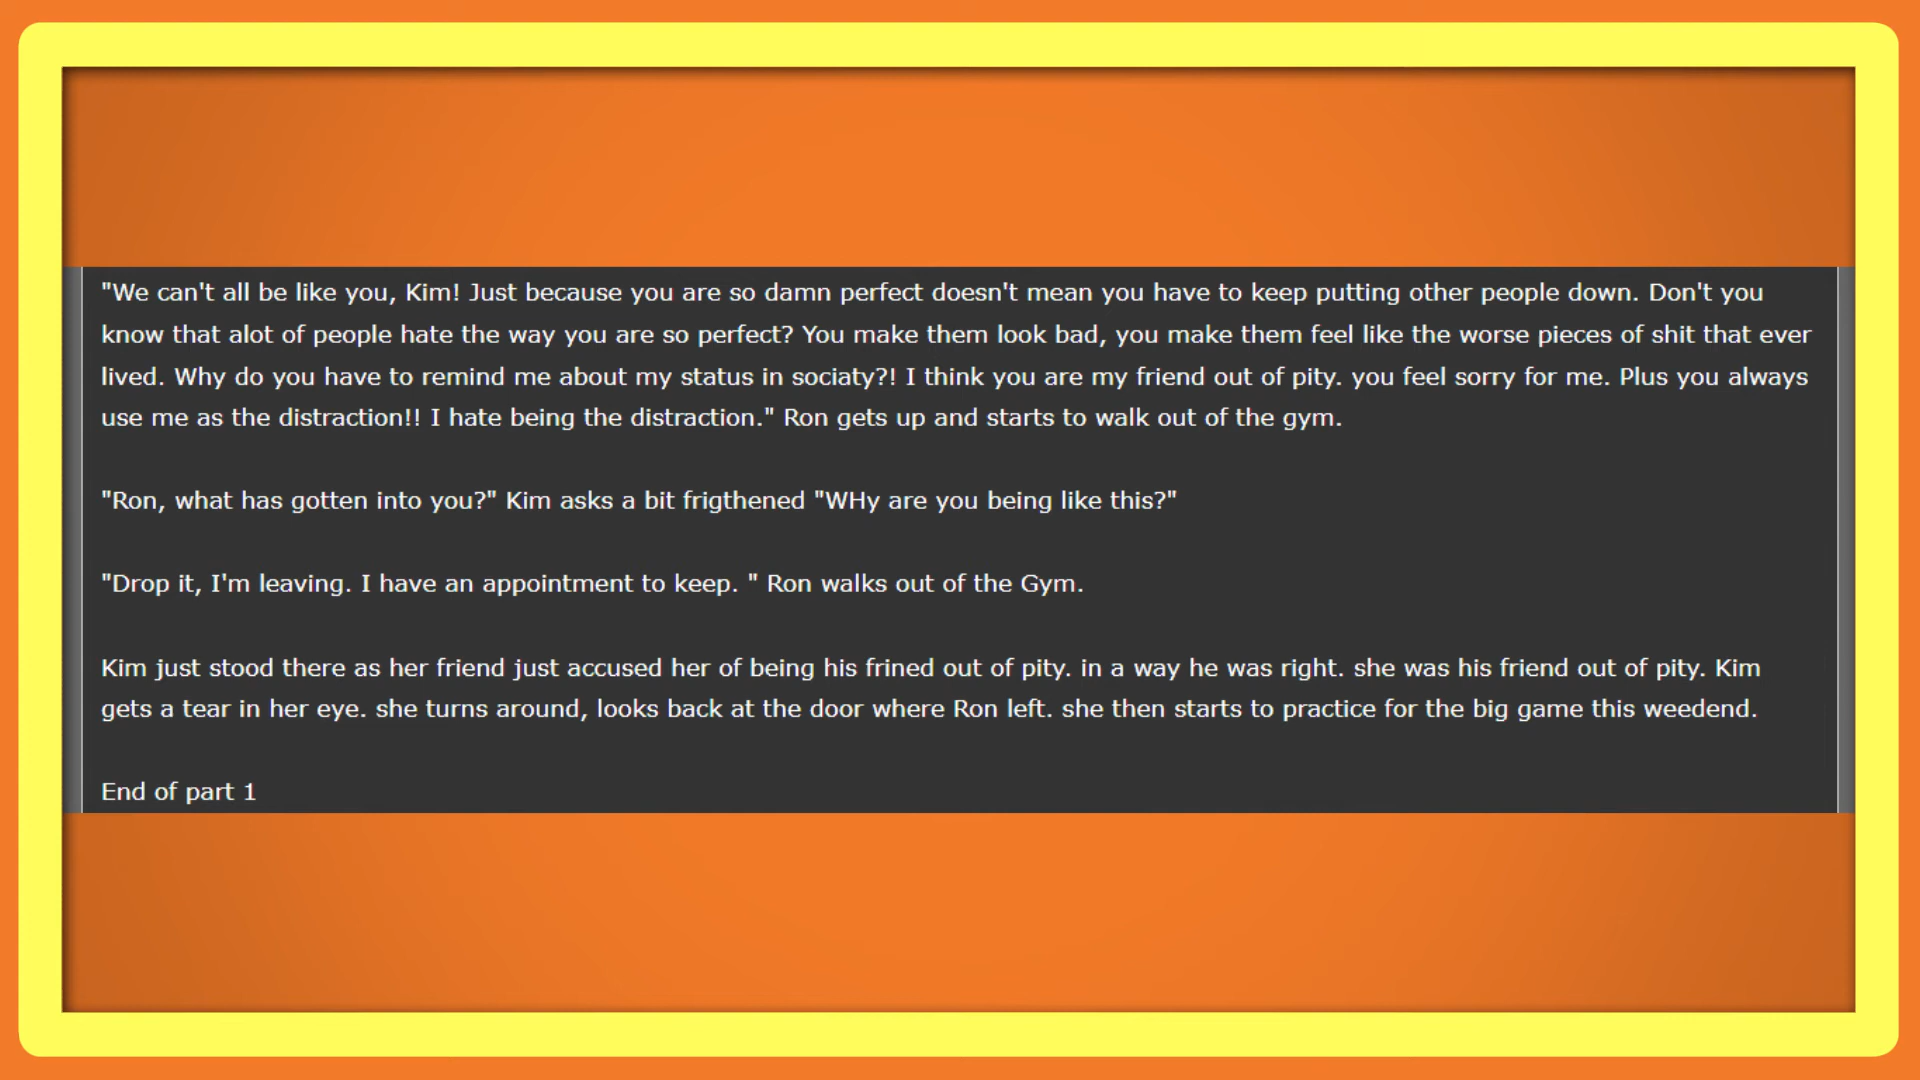 "We can't all be like you, Kim! Just because you are so damn perfect doesn't mean you have to keep putting other people down. Don't you
know that alot of people hate the way you are so perfect? You make them look bad, you make them feel like the worse pieces of shit that ever
lived. Why do you have to remind me about my status in sociaty?! I think you are my friend out of pity. you feel sorry for me. Plus you always
use me as the distraction!! I hate being the distraction." Ron gets up and starts to walk out of the gym.
"Ron, what has gotten into you?" Kim asks a bit frigthened "WHy are you being like this?"
"Drop it, I'm leaving. I have an appointment to keep. " Ron walks out of the Gym.
Kim just stood there as her friend just accused her of being his frined out of pity. in a way he was right. she was his friend out of pity. Kim
gets a tear in her eye. she turns around, looks back at the door where Ron left. she then starts to practice for the big game this weedend.
End of part 1